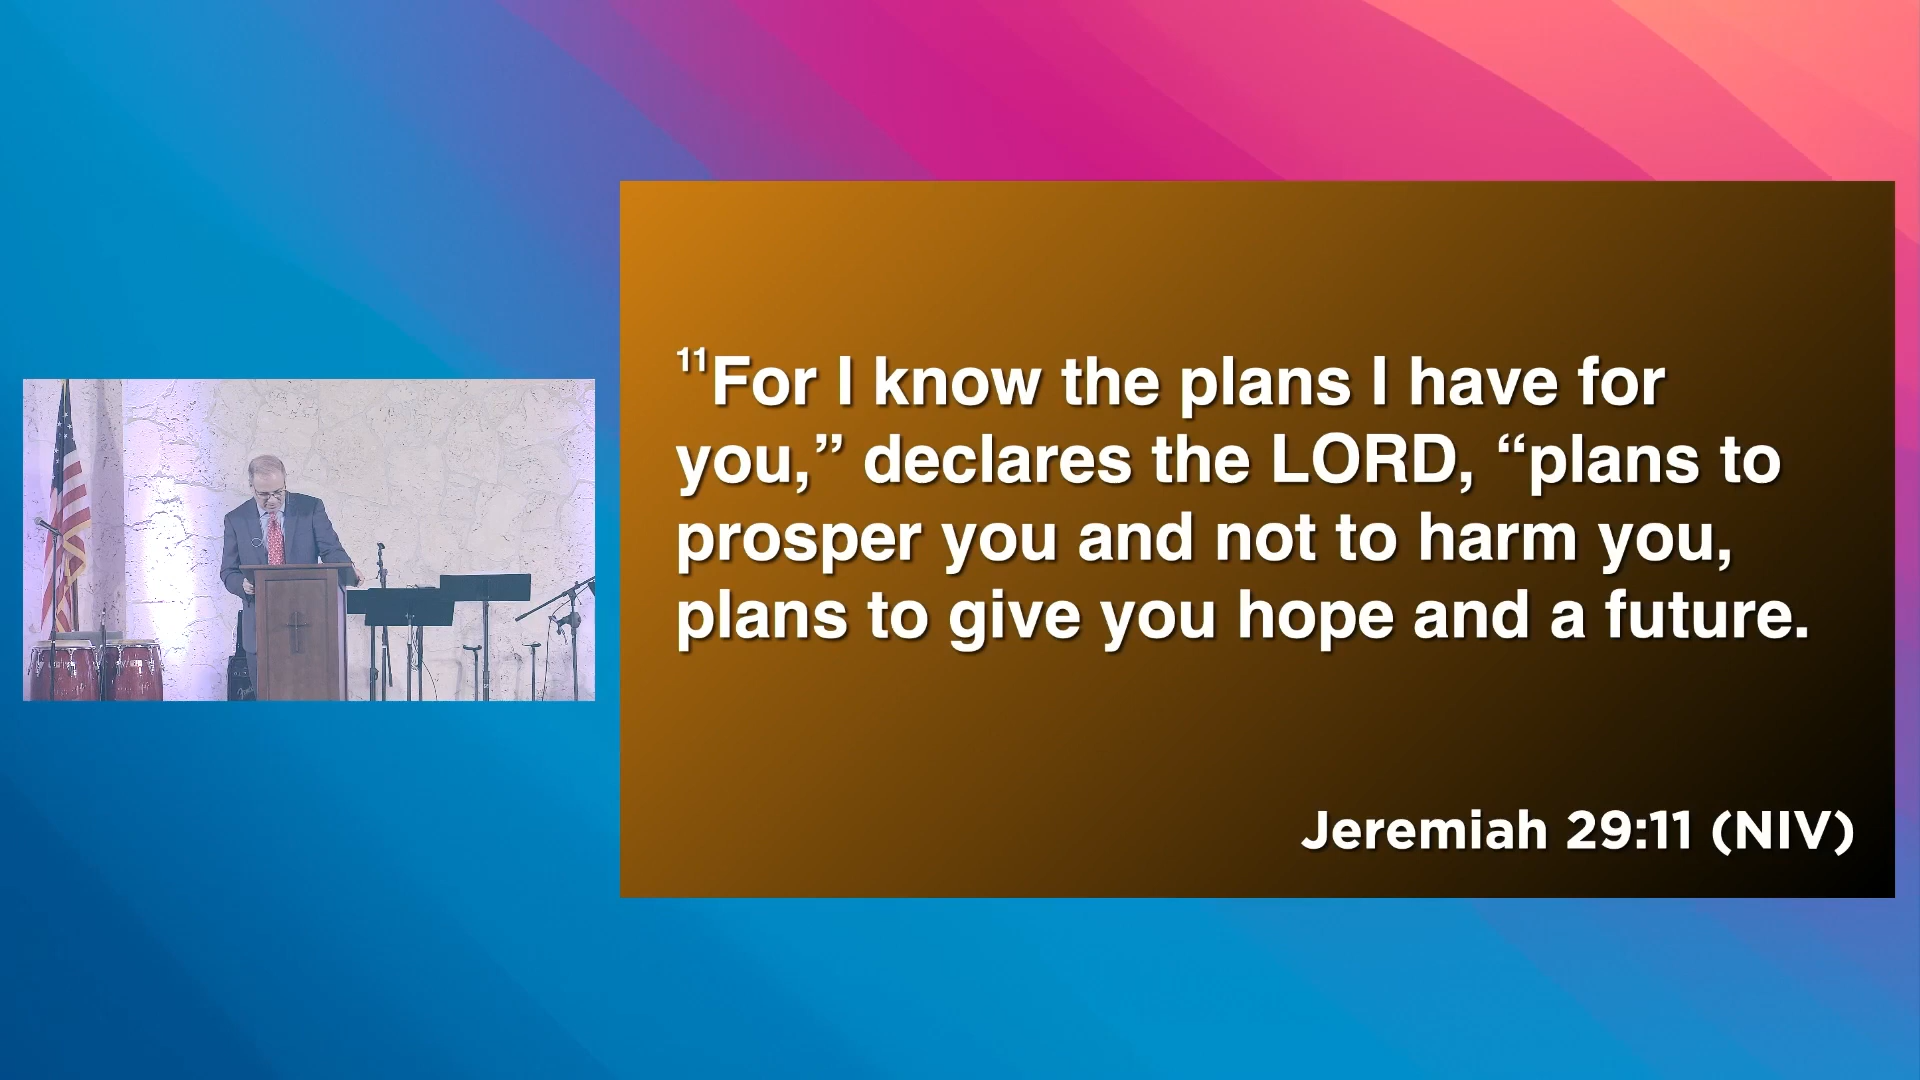 ¹¹For I know the plans I have for
you,” declares the LORD, “plans to
prosper you and not to harm you,
plans to give you hope and a future.
Jeremiah 29:11 (NIV)